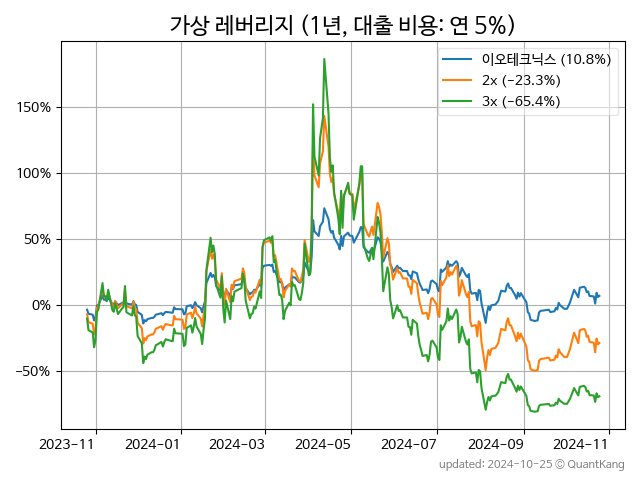 가상 레버리지 (1년, 대출 비용: 연 5%)
이오테크닉스 (10.8%)
2x (−23.3%)
3x (−65.4%)
150%
100%
50%
0%
−50%
2023-11 2024-01 2024-03 2024-05 2024-07 2024-09 2024-11
updated: 2024-10-25 © QuantKang